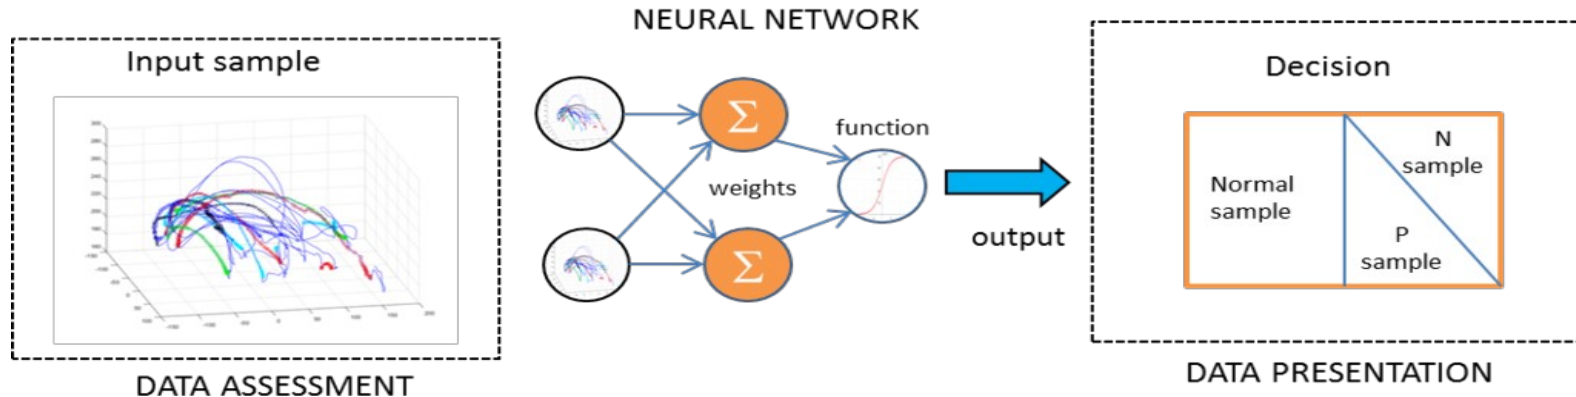 NEURAL NETWORK
Input sample
DATA ASSESSMENT
Σ
Σ
weights
function
output
Decision
Normal
sample
N
sample
P
sample
DATA PRESENTATION